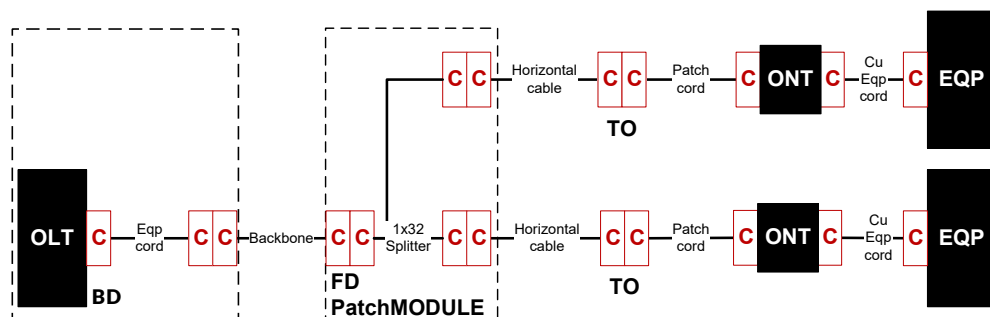 C C Horizontal cable C C Patch cord C ONT C Cu Eqp cord C EQP
TO
OLT C Eqp cord C C Backbone C C 1x32 Splitter C C Horizontal cable C C Patch cord C ONT C Cu Eqp cord C EQP
BD
FD
PatchMODULE
TO